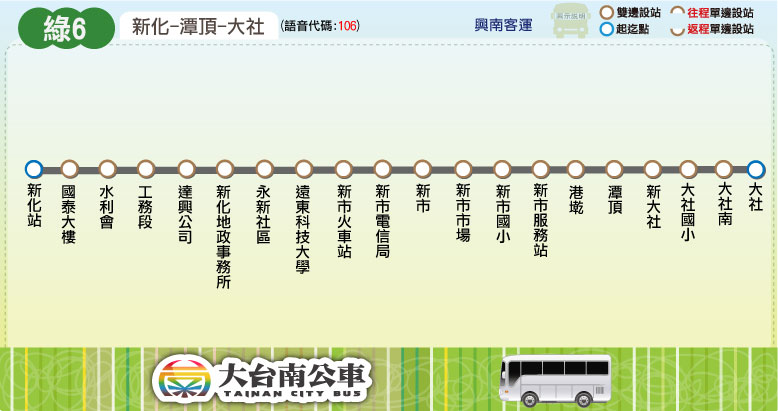 綠6
新化-潭頂-大社
(語音代碼:106)
興南客運
圖示說明
雙邊設站
往程單邊設站
起迄點
返程單邊設站
新化站
國泰大樓
水利會
工務段
達興公司
新化地政事務所
永新社區
遠東科技大學
新市火車站
新市電信局
新市
新市市場
新市國小
新市服務站
港墘
潭頂
新大社
大社國小
大社南
大社
大台南公車
TAINAN CITY BUS